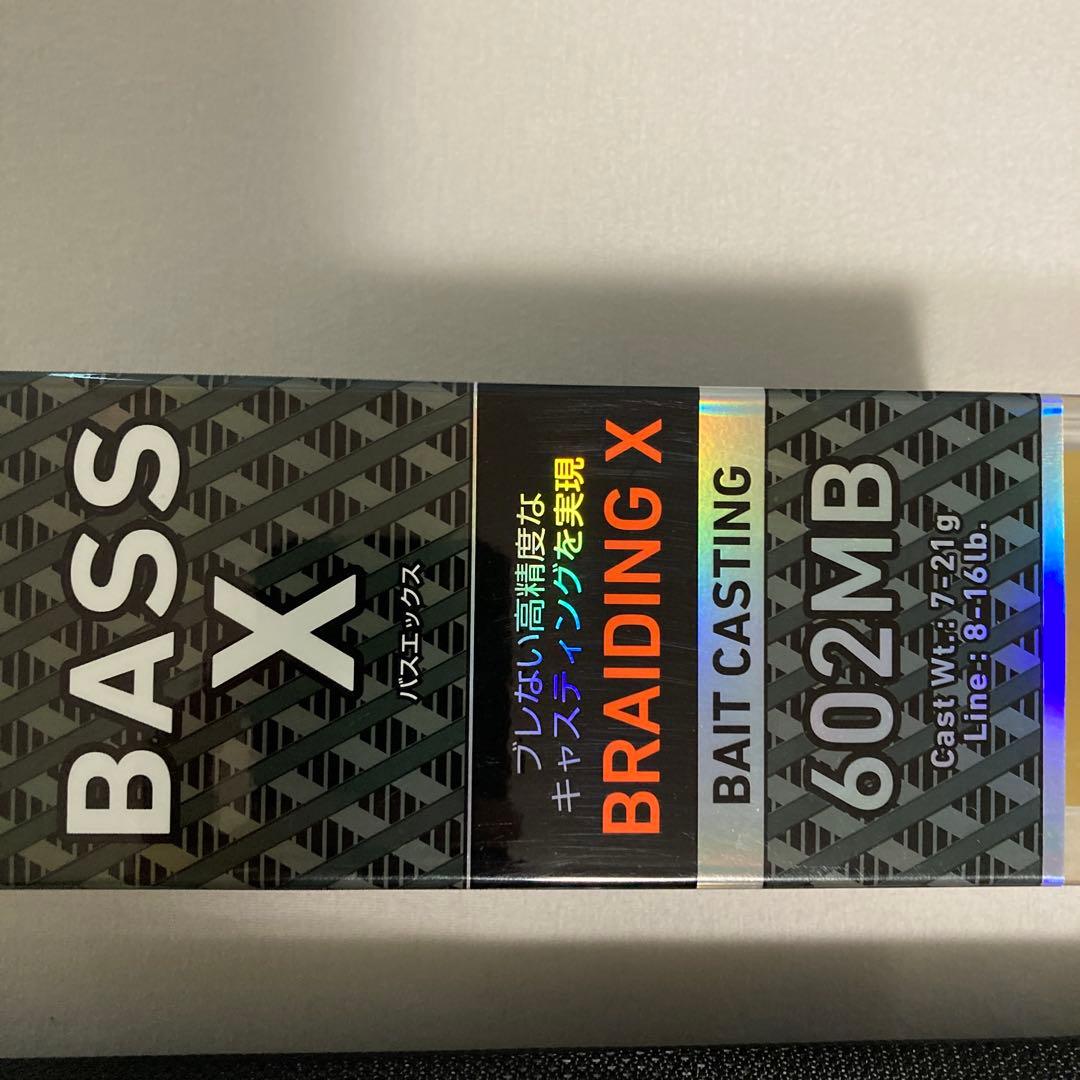 BASS
X
バスエックス
ブレない高精度な
キャスティングを実現
BRAIDING X
BAIT CASTING
602MB
Cast Wt.: 7-21g
Line-: 8-16lb.